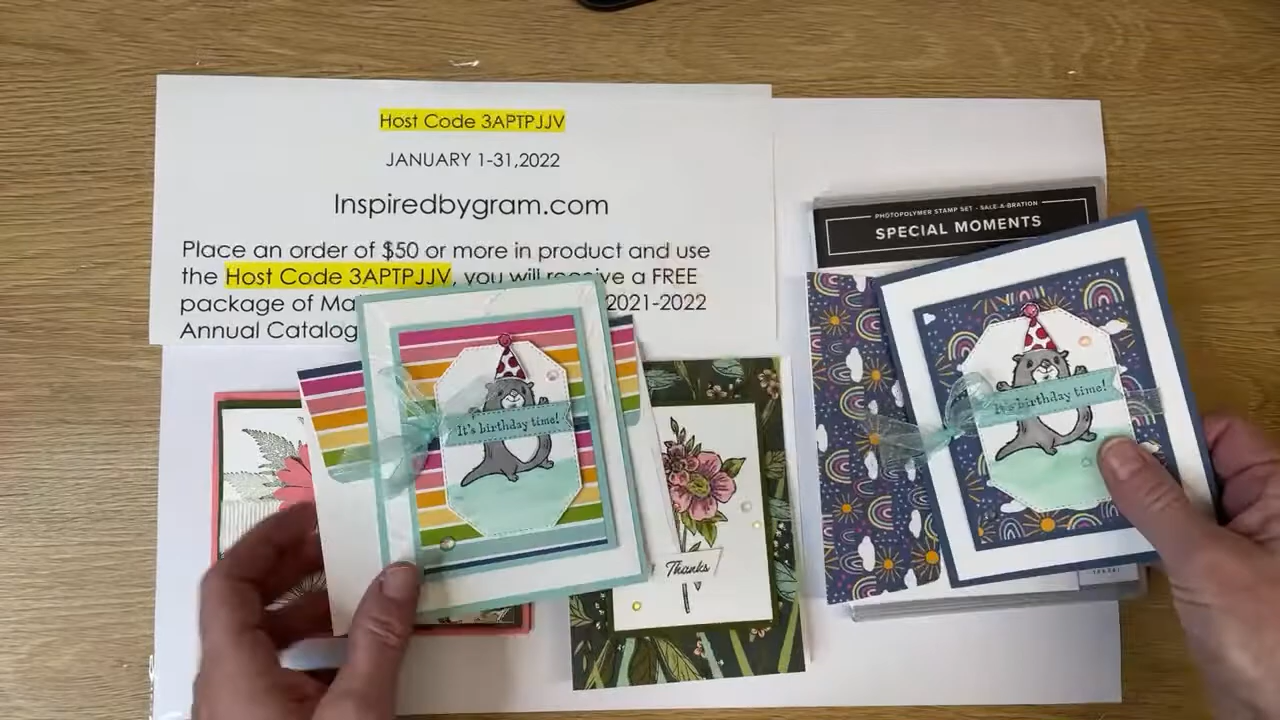 Host Code 3APTPJJV
JANUARY 1-31,2022
Inspiredbygram.com
Place an order of $50 or more in product and use
the Host Code 3APTPJJV, you will receive a FREE
package of 2021-2022
Annual Catalog
PHOTOPOLYMER STAMP SET - SALE-A-BRATION
SPECIAL MOMENTS
It's birthday time!
It's birthday time!
Thanks